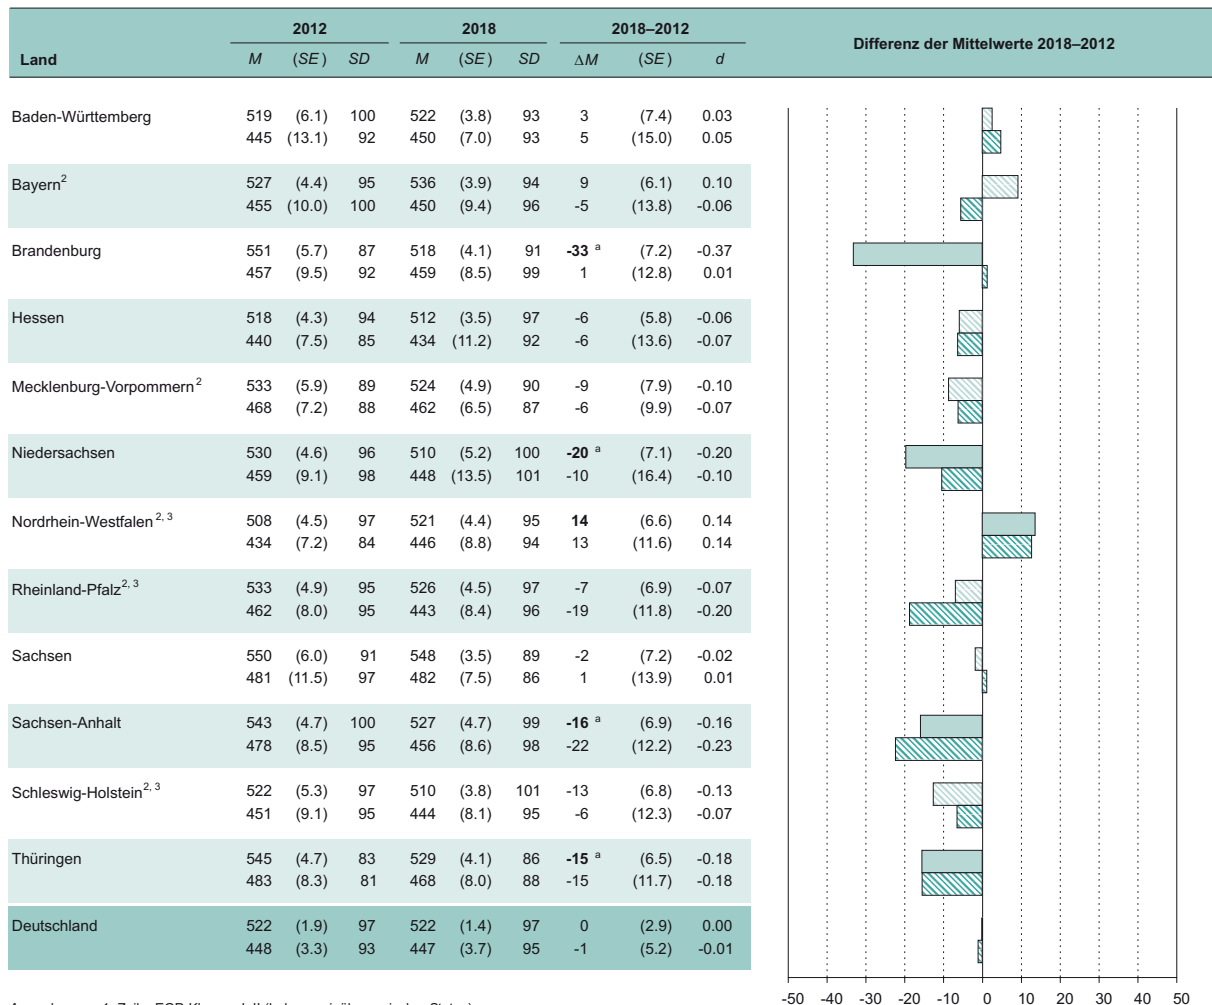 2012 2018 2018–2012 Differenz der Mittelwerte 2018–2012
Land M (SE) SD M (SE) SD ΔM (SE) d
Baden-Württemberg 519 (6.1) 100 522 (3.8) 93 3 (7.4) 0.03
445 (13.1) 92 450 (7.0) 93 5 (15.0) 0.05
Bayern² 527 (4.4) 95 536 (3.9) 94 9 (6.1) 0.10
455 (10.0) 100 450 (9.4) 96 -5 (13.8) -0.06
Brandenburg 551 (5.7) 87 518 (4.1) 91 -33 ᵃ (7.2) -0.37
457 (9.5) 92 459 (8.5) 99 1 (12.8) 0.01
Hessen 518 (4.3) 94 512 (3.5) 97 -6 (5.8) -0.06
440 (7.5) 85 434 (11.2) 92 -6 (13.6) -0.07
Mecklenburg-Vorpommern² 533 (5.9) 89 524 (4.9) 90 -9 (7.9) -0.10
468 (7.2) 88 462 (6.5) 87 -6 (9.9) -0.07
Niedersachsen 530 (4.6) 96 510 (5.2) 100 -20 ᵃ (7.1) -0.20
459 (9.1) 98 448 (13.5) 101 -10 (16.4) -0.10
Nordrhein-Westfalen²,³ 508 (4.5) 97 521 (4.4) 95 14 (6.6) 0.14
434 (7.2) 84 446 (8.8) 94 13 (11.6) 0.14
Rheinland-Pfalz²,³ 533 (4.9) 95 526 (4.5) 97 -7 (6.9) -0.07
462 (8.0) 95 443 (8.4) 96 -19 (11.8) -0.20
Sachsen 550 (6.0) 91 548 (3.5) 89 -2 (7.2) -0.02
481 (11.5) 97 482 (7.5) 86 1 (13.9) 0.01
Sachsen-Anhalt 543 (4.7) 100 527 (4.7) 99 -16 ᵃ (6.9) -0.16
478 (8.5) 95 456 (8.6) 98 -22 (12.2) -0.23
Schleswig-Holstein²,³ 522 (5.3) 97 510 (3.8) 101 -13 (6.8) -0.13
451 (9.1) 95 444 (8.1) 95 -6 (12.3) -0.07
Thüringen 545 (4.7) 83 529 (4.1) 86 -15 ᵃ (6.5) -0.18
483 (8.3) 81 468 (8.0) 88 -15 (11.7) -0.18
Deutschland 522 (1.9) 97 522 (1.4) 97 0 (2.9) 0.00
448 (3.3) 93 447 (3.7) 95 -1 (5.2) -0.01
-50 -40 -30 -20 -10 0 10 20 30 40 50